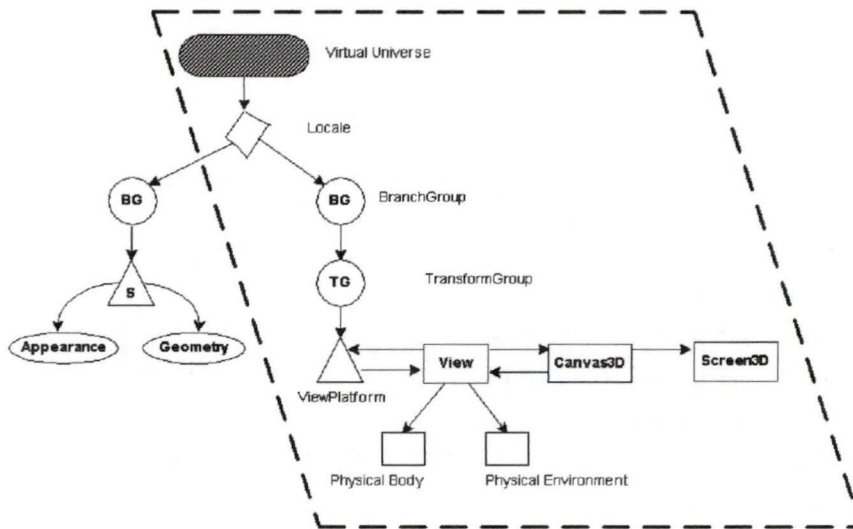 Virtual Universe
Locale
BG
BG
BranchGroup
S
TG
TransformGroup
Appearance
Geometry
View
Canvas3D
Screen3D
ViewPlatform
Physical Body
Physical Environment